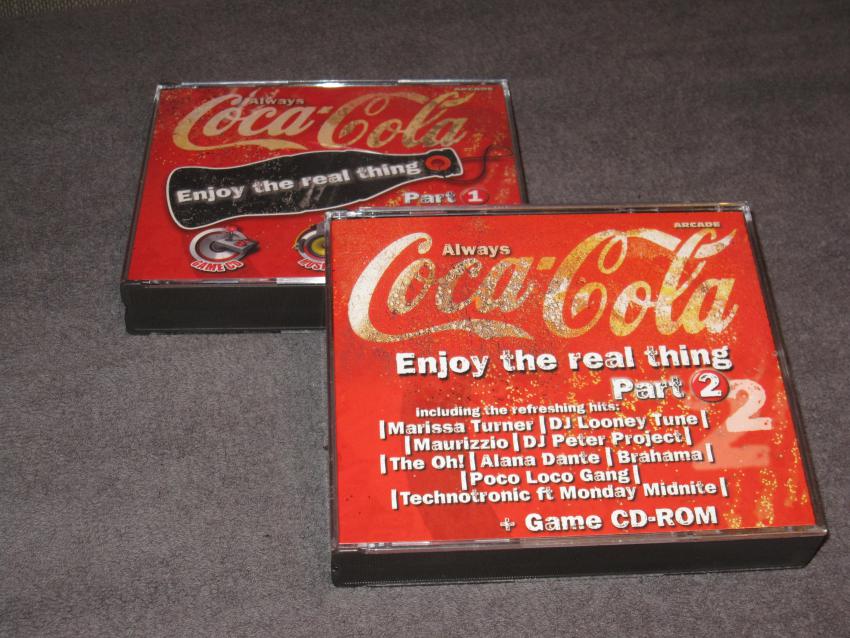 ARCADE
Always
Coca-Cola
Enjoy the real thing
Part 1
GAME CD
ARCADE
Always
Coca-Cola
Enjoy the real thing
Part 2
2
including the refreshing hits:
|Marissa Turner|DJ Looney Tune|
|Maurizzio|DJ Peter Project|
|The Oh!|Alana Dante|Brahama|
|Poco Loco Gang|
|Technotronic ft Monday Midnite|
+ Game CD-ROM